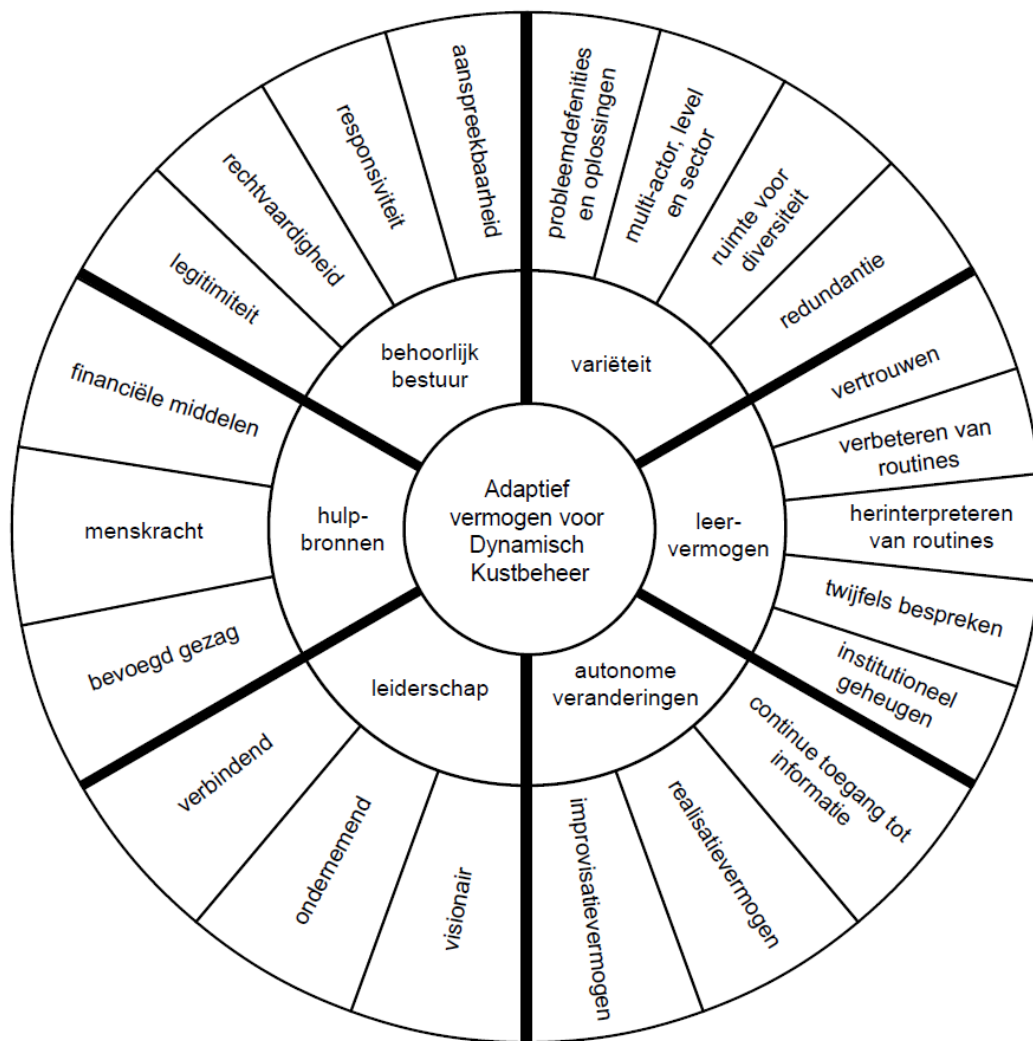 Adaptief
vermogen voor
Dynamisch
Kustbeheer
variëteit
probleemdefenities
en oplossingen
multi-actor, level
en sector
ruimte voor
diversiteit
redundantie
leer-
vermogen
vertrouwen
verbeteren van
routines
herinterpreteren
van routines
twijfels bespreken
institutioneel
geheugen
autonome
veranderingen
continue toegang tot
informatie
realisatievermogen
improvisatievermogen
leiderschap
visionair
ondernemend
verbindend
hulp-
bronnen
bevoegd gezag
menskracht
financiële middelen
behoorlijk
bestuur
legitimiteit
rechtvaardigheid
responsiviteit
aanspreekbaarheid